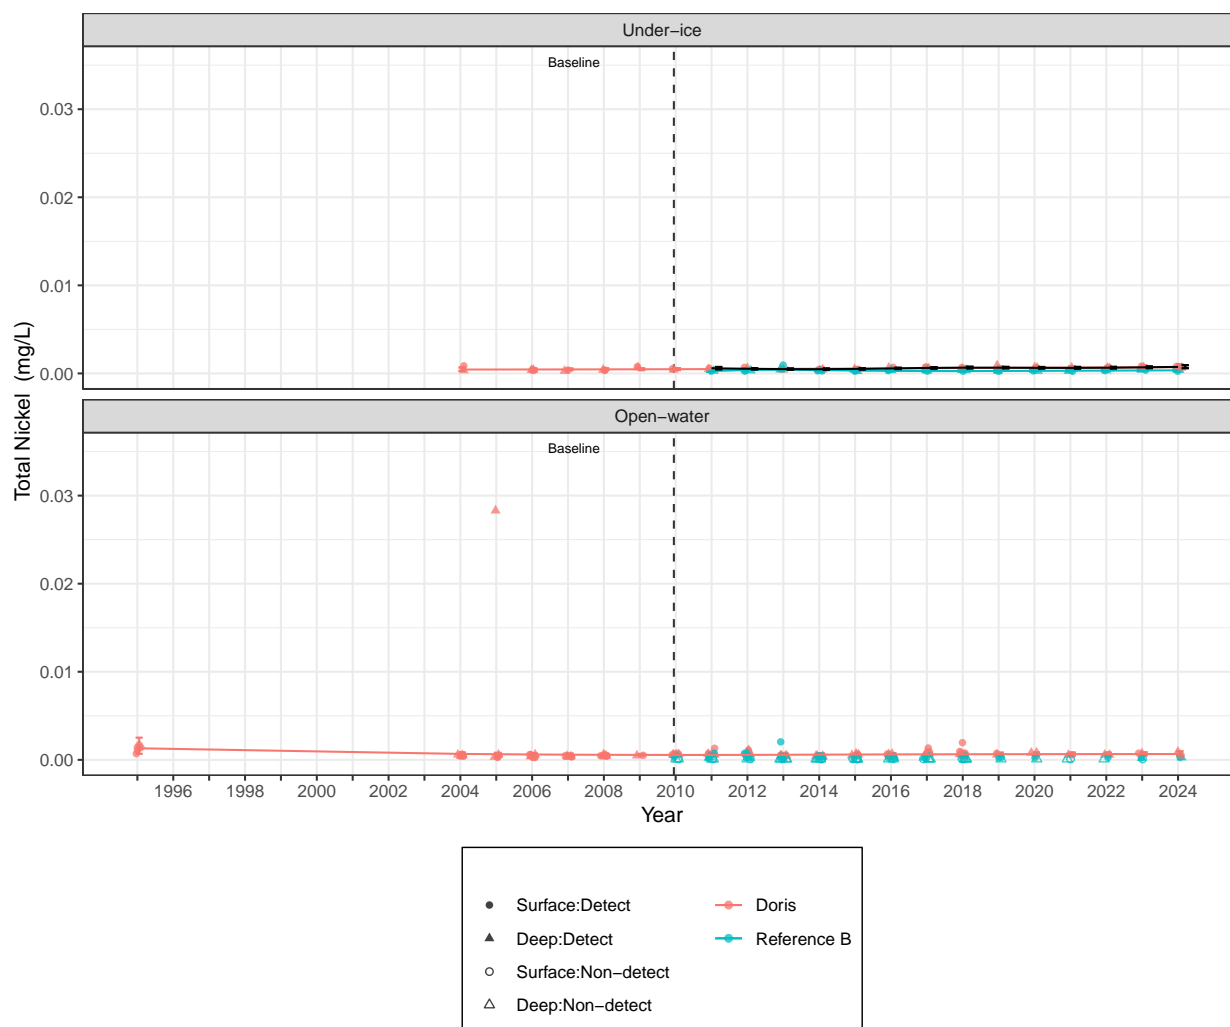 Under−ice
Baseline
0.03
0.02
0.01
0.00
Open−water
Baseline
0.03
0.02
0.01
0.00
Total Nickel (mg/L)
1996 1998 2000 2002 2004 2006 2008 2010 2012 2014 2016 2018 2020 2022 2024
Year
Surface:Detect
Deep:Detect
Surface:Non−detect
Deep:Non−detect
Doris
Reference B